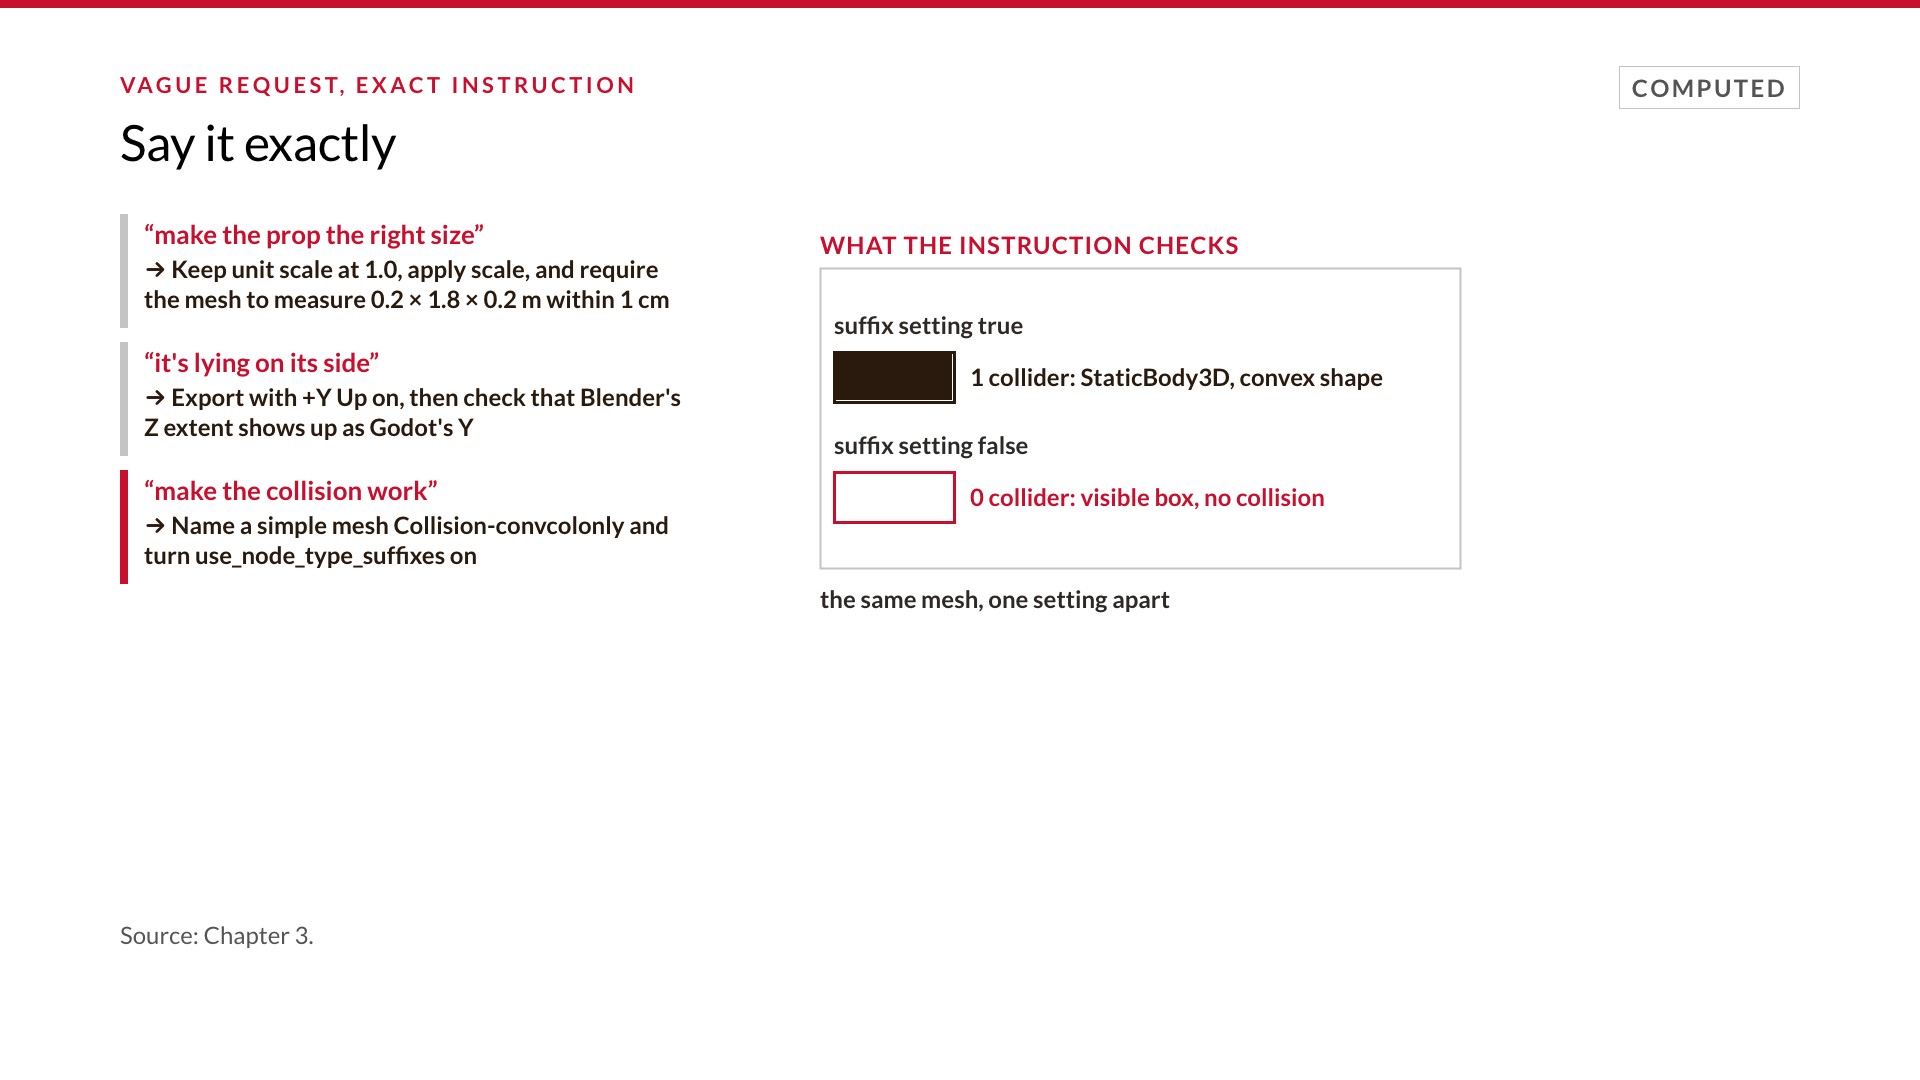 VAGUE REQUEST, EXACT INSTRUCTION
COMPUTED
Say it exactly
“make the prop the right size”
→ Keep unit scale at 1.0, apply scale, and require
the mesh to measure 0.2 × 1.8 × 0.2 m within 1 cm
“it's lying on its side”
→ Export with +Y Up on, then check that Blender's
Z extent shows up as Godot's Y
“make the collision work”
→ Name a simple mesh Collision-convcolonly and
turn use_node_type_suffixes on
WHAT THE INSTRUCTION CHECKS
suffix setting true
1 collider: StaticBody3D, convex shape
suffix setting false
0 collider: visible box, no collision
the same mesh, one setting apart
Source: Chapter 3.